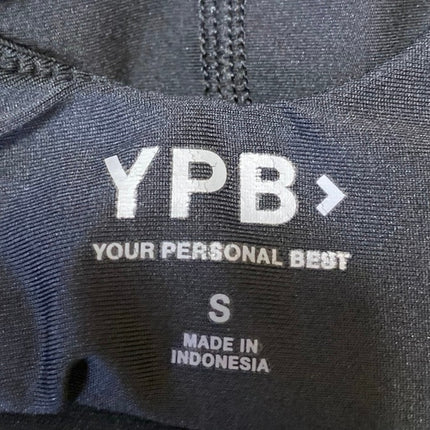 YPB>
YOUR PERSONAL BEST
S
MADE IN
INDONESIA